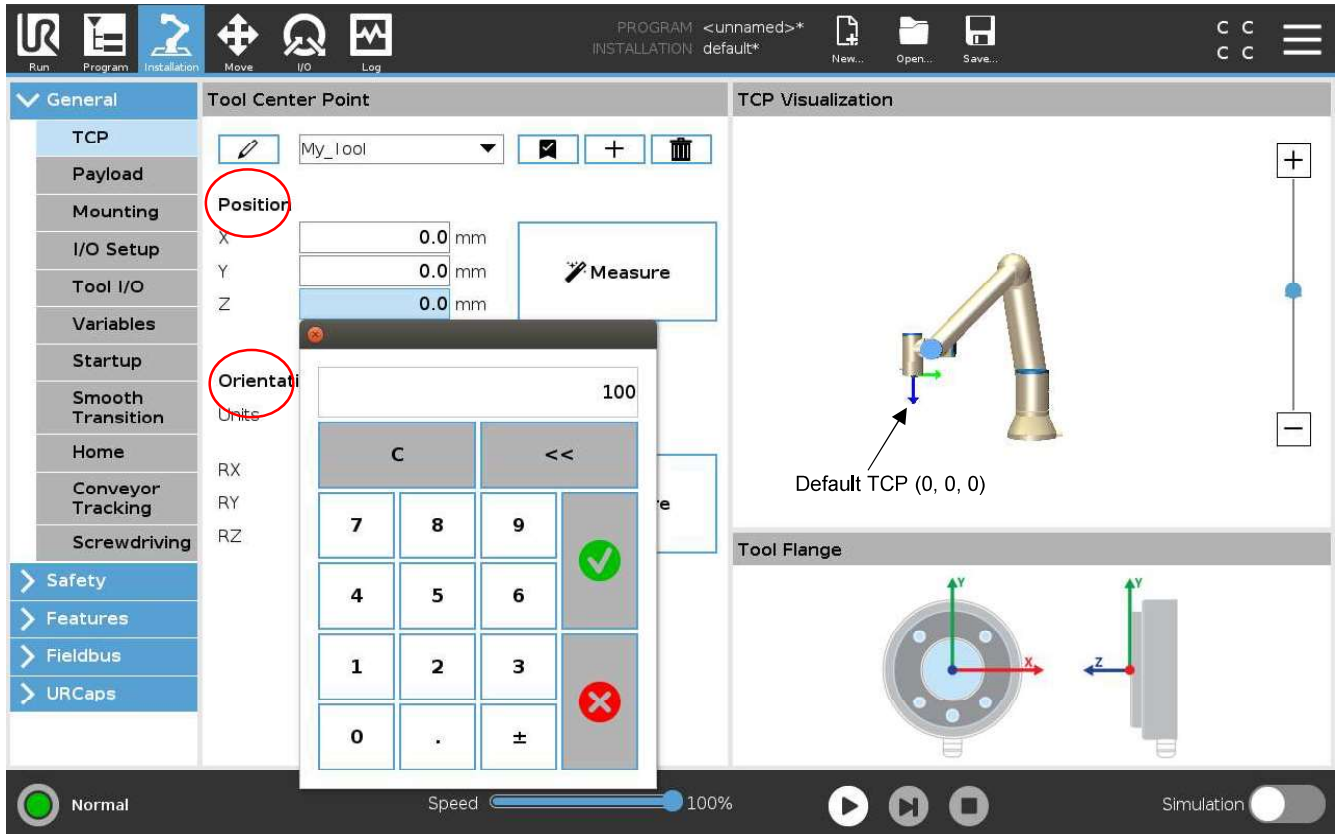 UR
PROGRAM <unnamed>*
INSTALLATION default*
C C
C C
Run Program Installation Move I/O Log
New... Open... Save...
General
TCP
Payload
Mounting
I/O Setup
Tool I/O
Variables
Startup
Smooth
Transition
Home
Conveyor
Tracking
Screwdriving
Safety
Features
Fieldbus
URCaps
Tool Center Point
My_Tool
+
Position
X 0.0 mm
Y 0.0 mm
Z 0.0 mm
Measure
Orientati
Units
RX
RY
RZ
re
100
C <<
7 8 9
4 5 6
1 2 3
0 . ±
TCP Visualization
+
−
Default TCP (0, 0, 0)
Tool Flange
Y
X
Y
Z
Normal
Speed 100%
Simulation